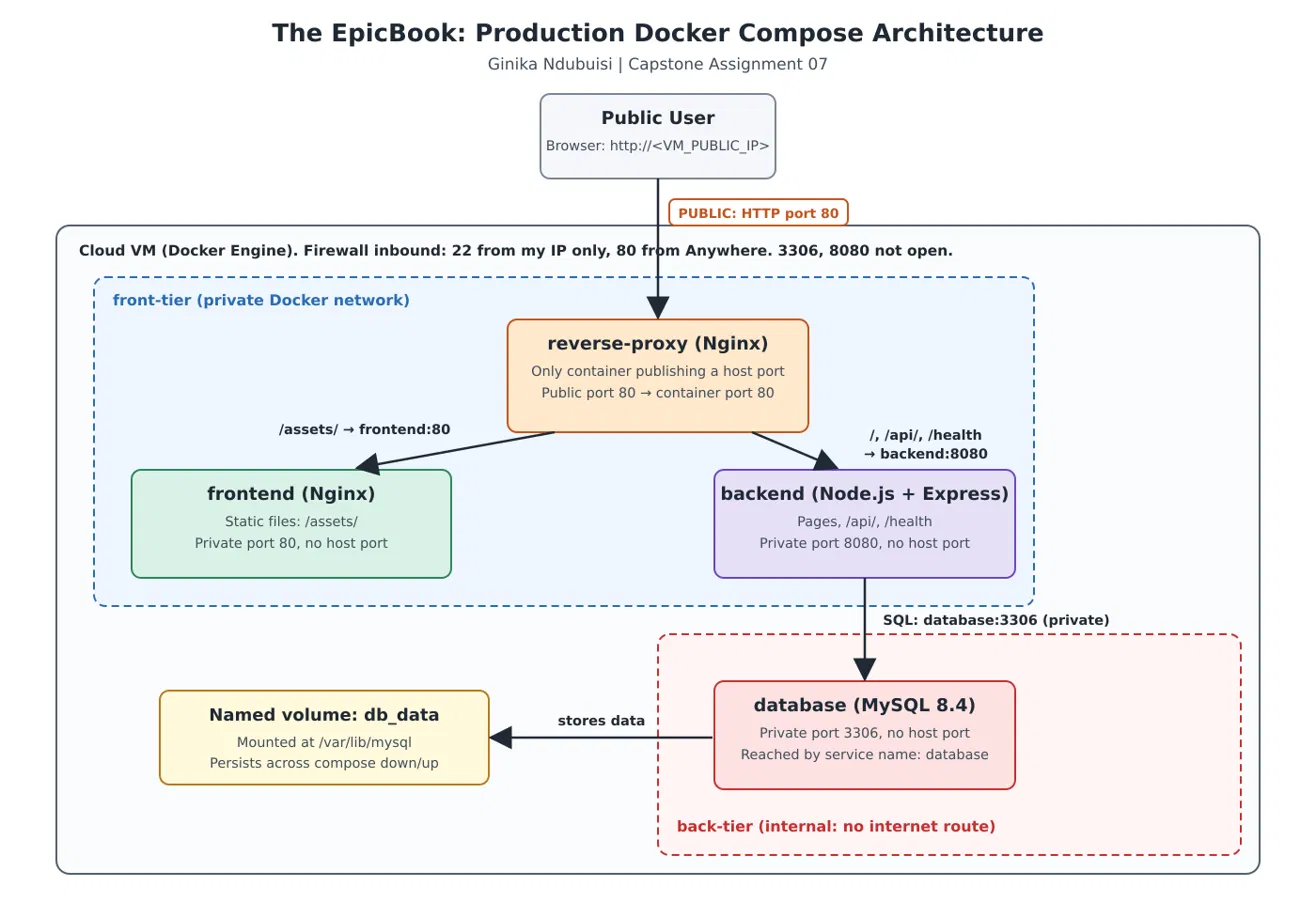 The EpicBook: Production Docker Compose Architecture
Ginika Ndubuisi | Capstone Assignment 07
Public User
Browser: http://<VM_PUBLIC_IP>
PUBLIC: HTTP port 80
Cloud VM (Docker Engine). Firewall inbound: 22 from my IP only, 80 from Anywhere. 3306, 8080 not open.
front-tier (private Docker network)
reverse-proxy (Nginx)
Only container publishing a host port
Public port 80 → container port 80
/assets/ → frontend:80
/, /api/, /health
→ backend:8080
frontend (Nginx)
Static files: /assets/
Private port 80, no host port
backend (Node.js + Express)
Pages, /api/, /health
Private port 8080, no host port
SQL: database:3306 (private)
Named volume: db_data
Mounted at /var/lib/mysql
Persists across compose down/up
stores data
database (MySQL 8.4)
Private port 3306, no host port
Reached by service name: database
back-tier (internal: no internet route)